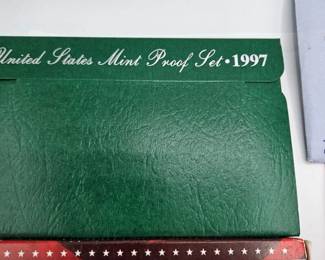 United States Mint Proof Set • 1997